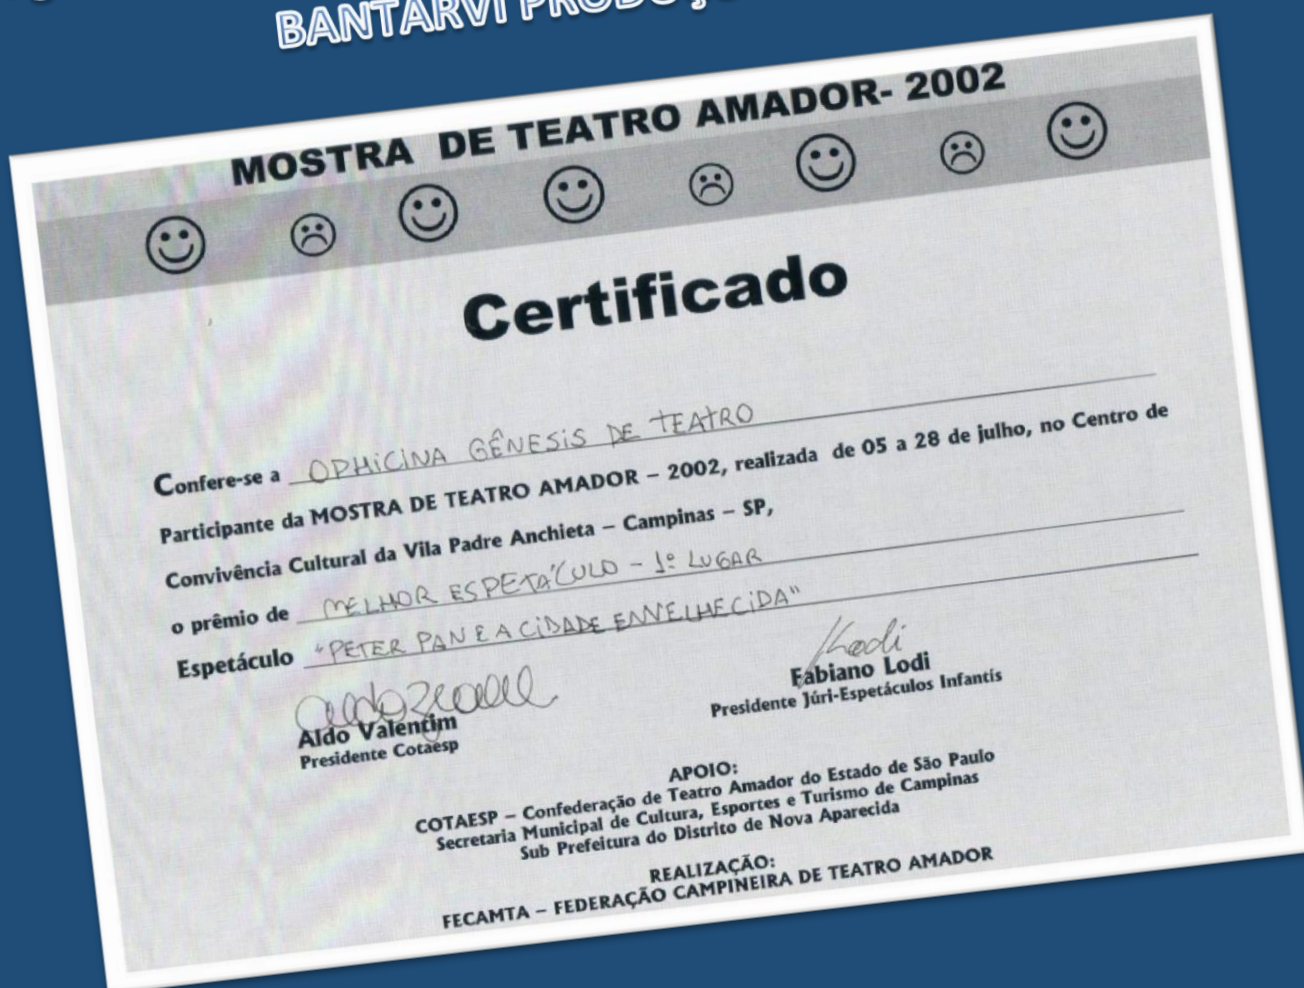 BANTARVI
MOSTRA DE TEATRO AMADOR- 2002
Certificado
Confere-se a OPHICINA GÊNESIS DE TEATRO
Participante da MOSTRA DE TEATRO AMADOR – 2002, realizada de 05 a 28 de julho, no Centro de
Convivência Cultural da Vila Padre Anchieta – Campinas – SP,
o prêmio de MELHOR ESPETÁCULO - 1º LUGAR
Espetáculo "PETER PAN E A CIDADE ENVELHECIDA"
Lodi
Aldo Valentim
Presidente Cotaesp
Fabiano Lodi
Presidente Júri-Espetáculos Infantís
APOIO:
COTAESP – Confederação de Teatro Amador do Estado de São Paulo
Secretaria Municipal de Cultura, Esportes e Turismo de Campinas
Sub Prefeitura do Distrito de Nova Aparecida
REALIZAÇÃO:
FECAMTA – FEDERAÇÃO CAMPINEIRA DE TEATRO AMADOR